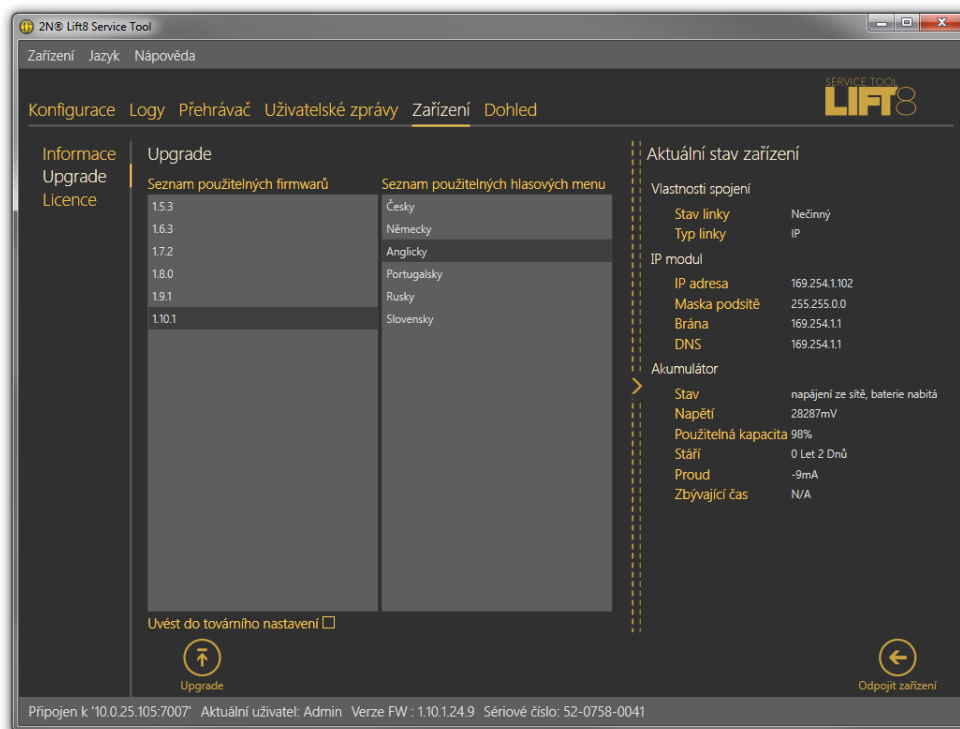 2N® Lift8 Service Tool
Zařízení Jazyk Nápověda
SERVICE TOOL
LIFT8
Konfigurace Logy Přehrávač Uživatelské zprávy Zařízení Dohled
Informace
Upgrade
Licence
Upgrade
Seznam použitelných firmwarů
1.5.3
1.6.3
1.7.2
1.8.0
1.9.1
1.10.1
Seznam použitelných hlasových menu
Česky
Německy
Anglicky
Portugalsky
Rusky
Slovensky
Uvést do továrního nastavení
Upgrade
Aktuální stav zařízení
Vlastnosti spojení
Stav linky Nečinný
Typ linky IP
IP modul
IP adresa 169.254.1.102
Maska podsítě 255.255.0.0
Brána 169.254.1.1
DNS 169.254.1.1
Akumulátor
Stav napájení ze sítě, baterie nabitá
Napětí 28287mV
Použitelná kapacita 98%
Stáří 0 Let 2 Dnů
Proud -9mA
Zbývající čas N/A
Odpojit zařízení
Připojen k '10.0.25.105:7007' Aktuální uživatel: Admin Verze FW : 1.10.1.24.9 Sériové číslo: 52-0758-0041